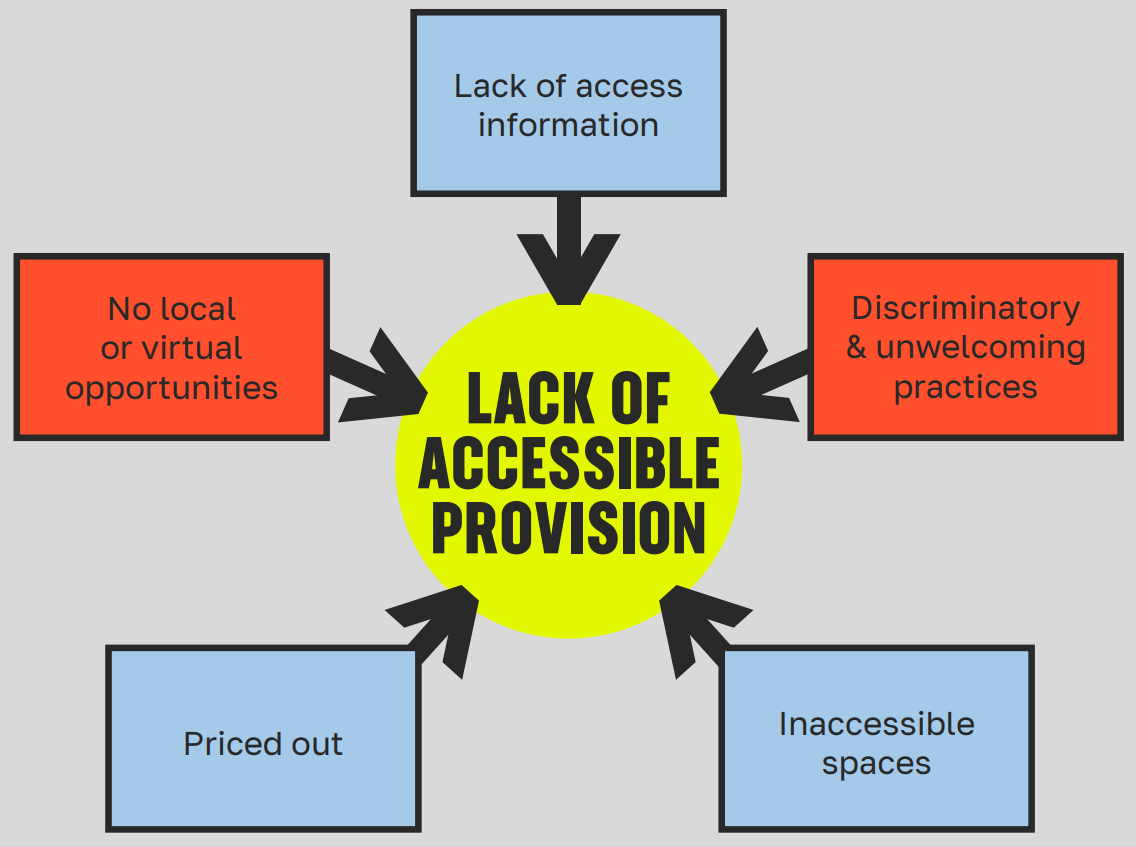 Lack of access
information
No local
or virtual
opportunities
Discriminatory
& unwelcoming
practices
LACK OF
ACCESSIBLE
PROVISION
Priced out
Inaccessible
spaces